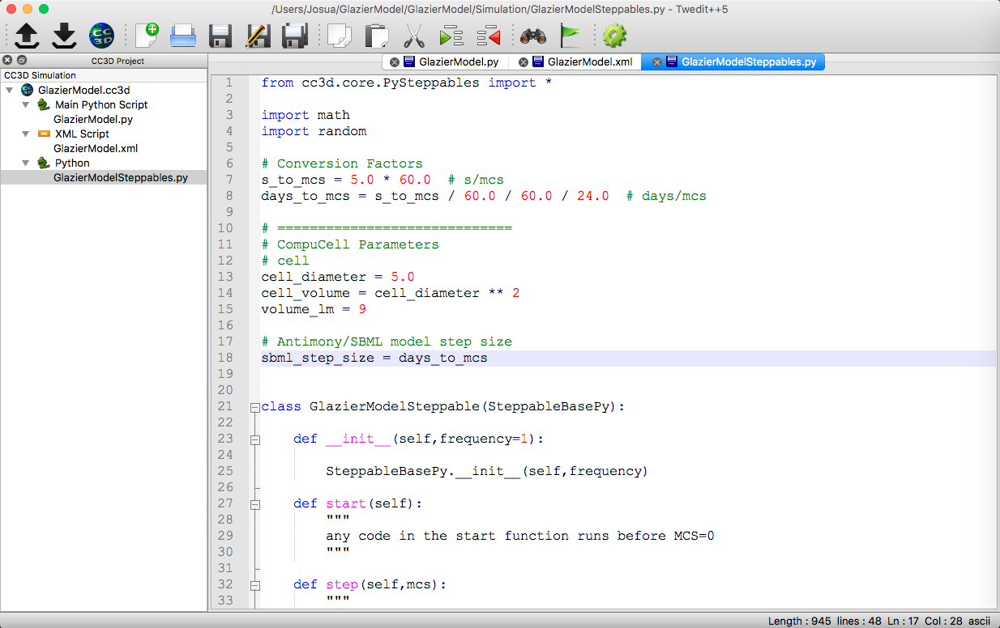 /Users/Josua/GlazierModel/GlazierModel/Simulation/GlazierModelSteppables.py - Twedit++5
CC 3D
CC3D Project
GlazierModel.py
GlazierModel.xml
GlazierModelSteppables.py
CC3D Simulation
GlazierModel.cc3d
Main Python Script
GlazierModel.py
XML Script
GlazierModel.xml
Python
GlazierModelSteppables.py
1 from cc3d.core.PySteppables import *
2
3 import math
4 import random
5
6 # Conversion Factors
7 s_to_mcs = 5.0 * 60.0  # s/mcs
8 days_to_mcs = s_to_mcs / 60.0 / 60.0 / 24.0  # days/mcs
9
10 # =============================
11 # CompuCell Parameters
12 # cell
13 cell_diameter = 5.0
14 cell_volume = cell_diameter ** 2
15 volume_lm = 9
16
17 # Antimony/SBML model step size
18 sbml_step_size = days_to_mcs
19
20
21 class GlazierModelSteppable(SteppableBasePy):
22
23     def __init__(self,frequency=1):
24
25         SteppableBasePy.__init__(self,frequency)
26
27     def start(self):
28         """
29         any code in the start function runs before MCS=0
30         """
31
32     def step(self,mcs):
33         """
Length : 945 lines : 48 Ln : 17 Col : 28 ascii